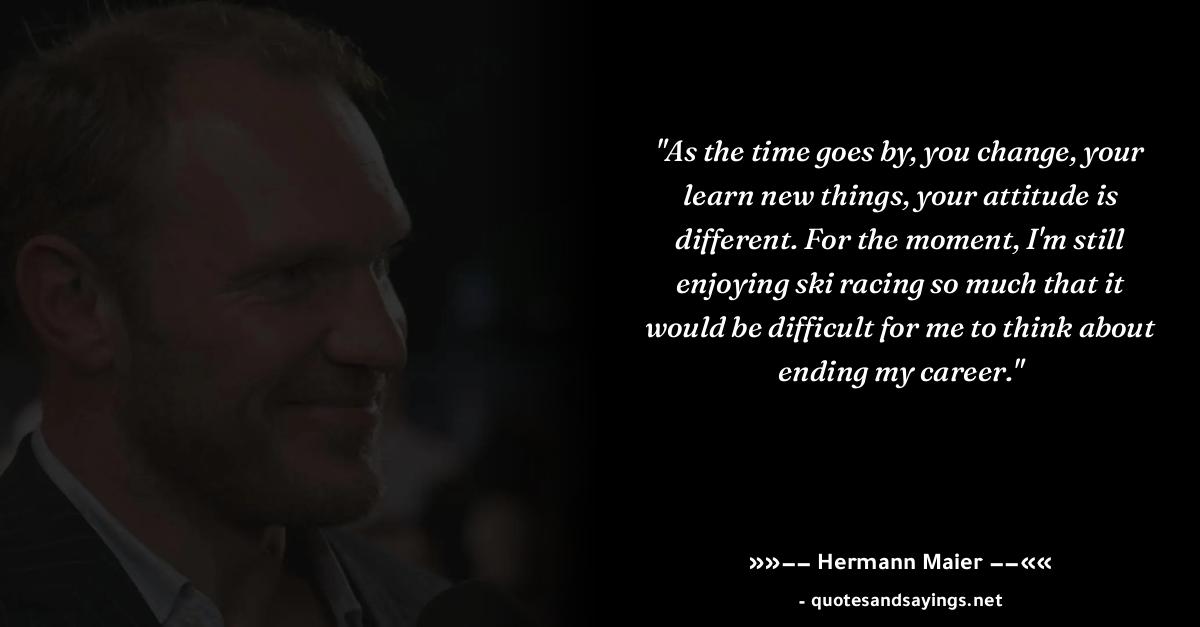 "As the time goes by, you change, your
learn new things, your attitude is
different. For the moment, I'm still
enjoying ski racing so much that it
would be difficult for me to think about
ending my career."
»»−− Hermann Maier −−««
- quotesandsayings.net